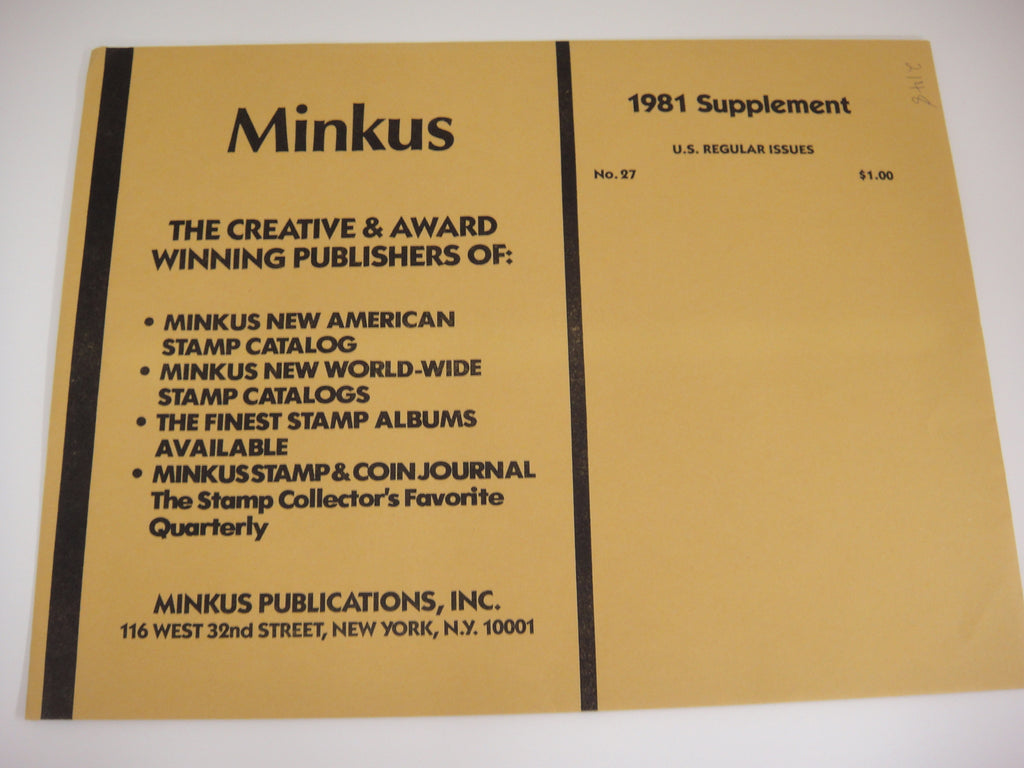 Minkus
THE CREATIVE & AWARD
WINNING PUBLISHERS OF:
• MINKUS NEW AMERICAN
STAMP CATALOG
• MINKUS NEW WORLD-WIDE
STAMP CATALOGS
• THE FINEST STAMP ALBUMS
AVAILABLE
• MINKUS STAMP & COIN JOURNAL
The Stamp Collector's Favorite
Quarterly
MINKUS PUBLICATIONS, INC.
116 WEST 32nd STREET, NEW YORK, N.Y. 10001
1981 Supplement
U.S. REGULAR ISSUES
No. 27 $1.00
2148